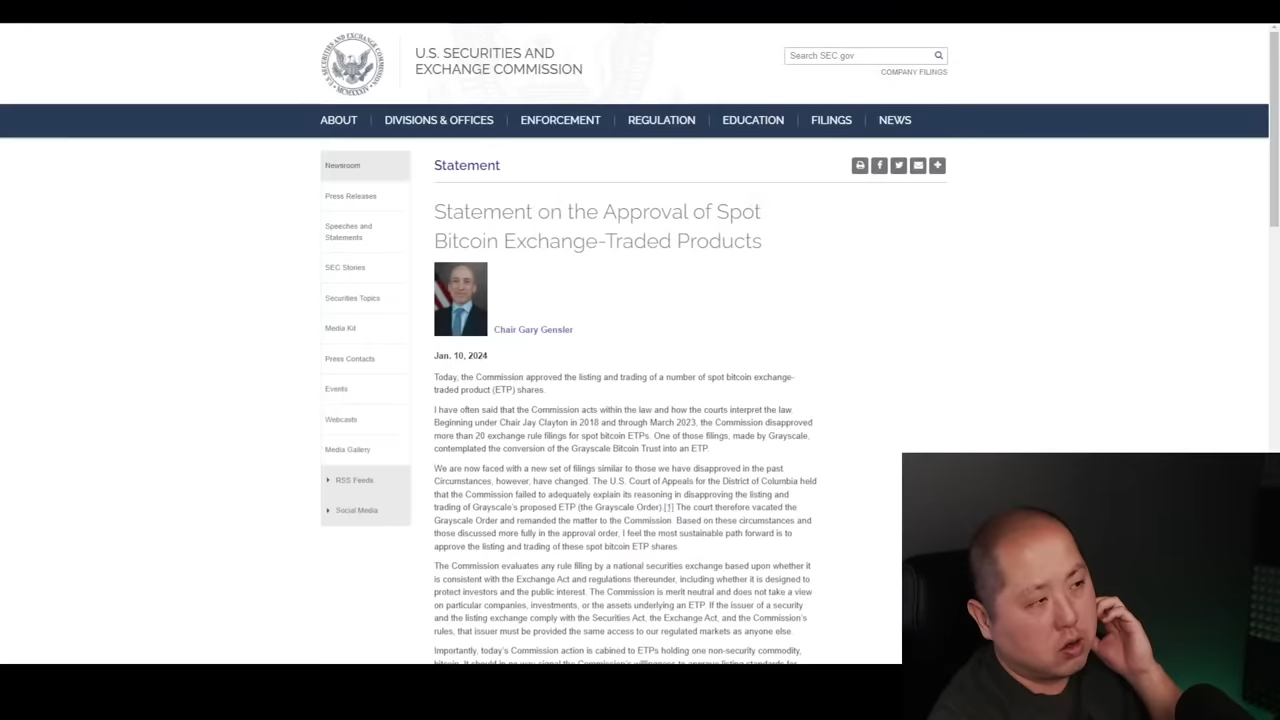 U.S. SECURITIES AND
EXCHANGE COMMISSION
Search SEC.gov
COMPANY FILINGS
ABOUT
DIVISIONS & OFFICES
ENFORCEMENT
REGULATION
EDUCATION
FILINGS
NEWS
Newsroom
Press Releases
Speeches and
Statements
SEC Stories
Securities Topics
Media Kit
Press Contacts
Events
Webcasts
Media Gallery
RSS Feeds
Social Media
Statement
Statement on the Approval of Spot
Bitcoin Exchange-Traded Products
Chair Gary Gensler
Jan. 10, 2024
Today, the Commission approved the listing and trading of a number of spot bitcoin exchange-
traded product (ETP) shares.
I have often said that the Commission acts within the law and how the courts interpret the law.
Beginning under Chair Jay Clayton in 2018 and through March 2023, the Commission disapproved
more than 20 exchange rule filings for spot bitcoin ETPs. One of those filings, made by Grayscale,
contemplated the conversion of the Grayscale Bitcoin Trust into an ETP.
We are now faced with a new set of filings similar to those we have disapproved in the past
Circumstances, however, have changed. The U.S. Court of Appeals for the District of Columbia held
that the Commission failed to adequately explain its reasoning in disapproving the listing and
trading of Grayscale's proposed ETP (the Grayscale Order).[1] The court therefore vacated the
Grayscale Order and remanded the matter to the Commission. Based on these circumstances and
those discussed more fully in the approval order, I feel the most sustainable path forward is to
approve the listing and trading of these spot bitcoin ETP shares.
The Commission evaluates any rule filing by a national securities exchange based upon whether it
is consistent with the Exchange Act and regulations thereunder, including whether it is designed to
protect investors and the public interest. The Commission is merit neutral and does not take a view
on particular companies, investments, or the assets underlying an ETP. If the issuer of a security
and the listing exchange comply with the Securities Act, the Exchange Act, and the Commission's
rules, that issuer must be provided the same access to our regulated markets as anyone else.
Importantly, today's Commission action is cabined to ETPs holding one non-security commodity,
bitcoin. It should in no way signal the Commission's willingness to approve listing standards for